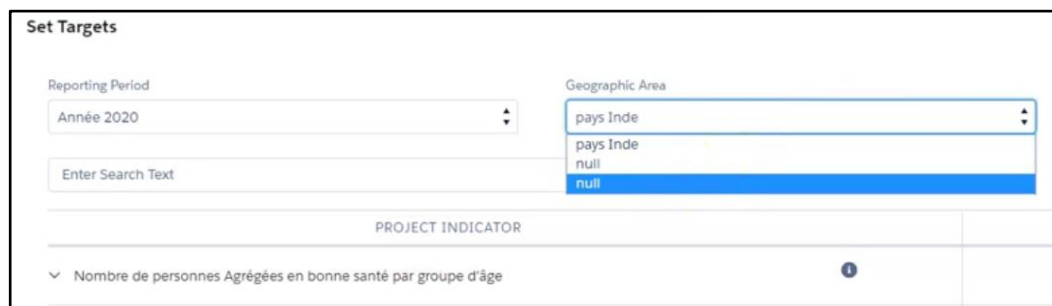 Set Targets
Reporting Period
Geographic Area
Année 2020
pays Inde
pays Inde
null
null
Enter Search Text
PROJECT INDICATOR
Nombre de personnes Agrégées en bonne santé par groupe d'âge